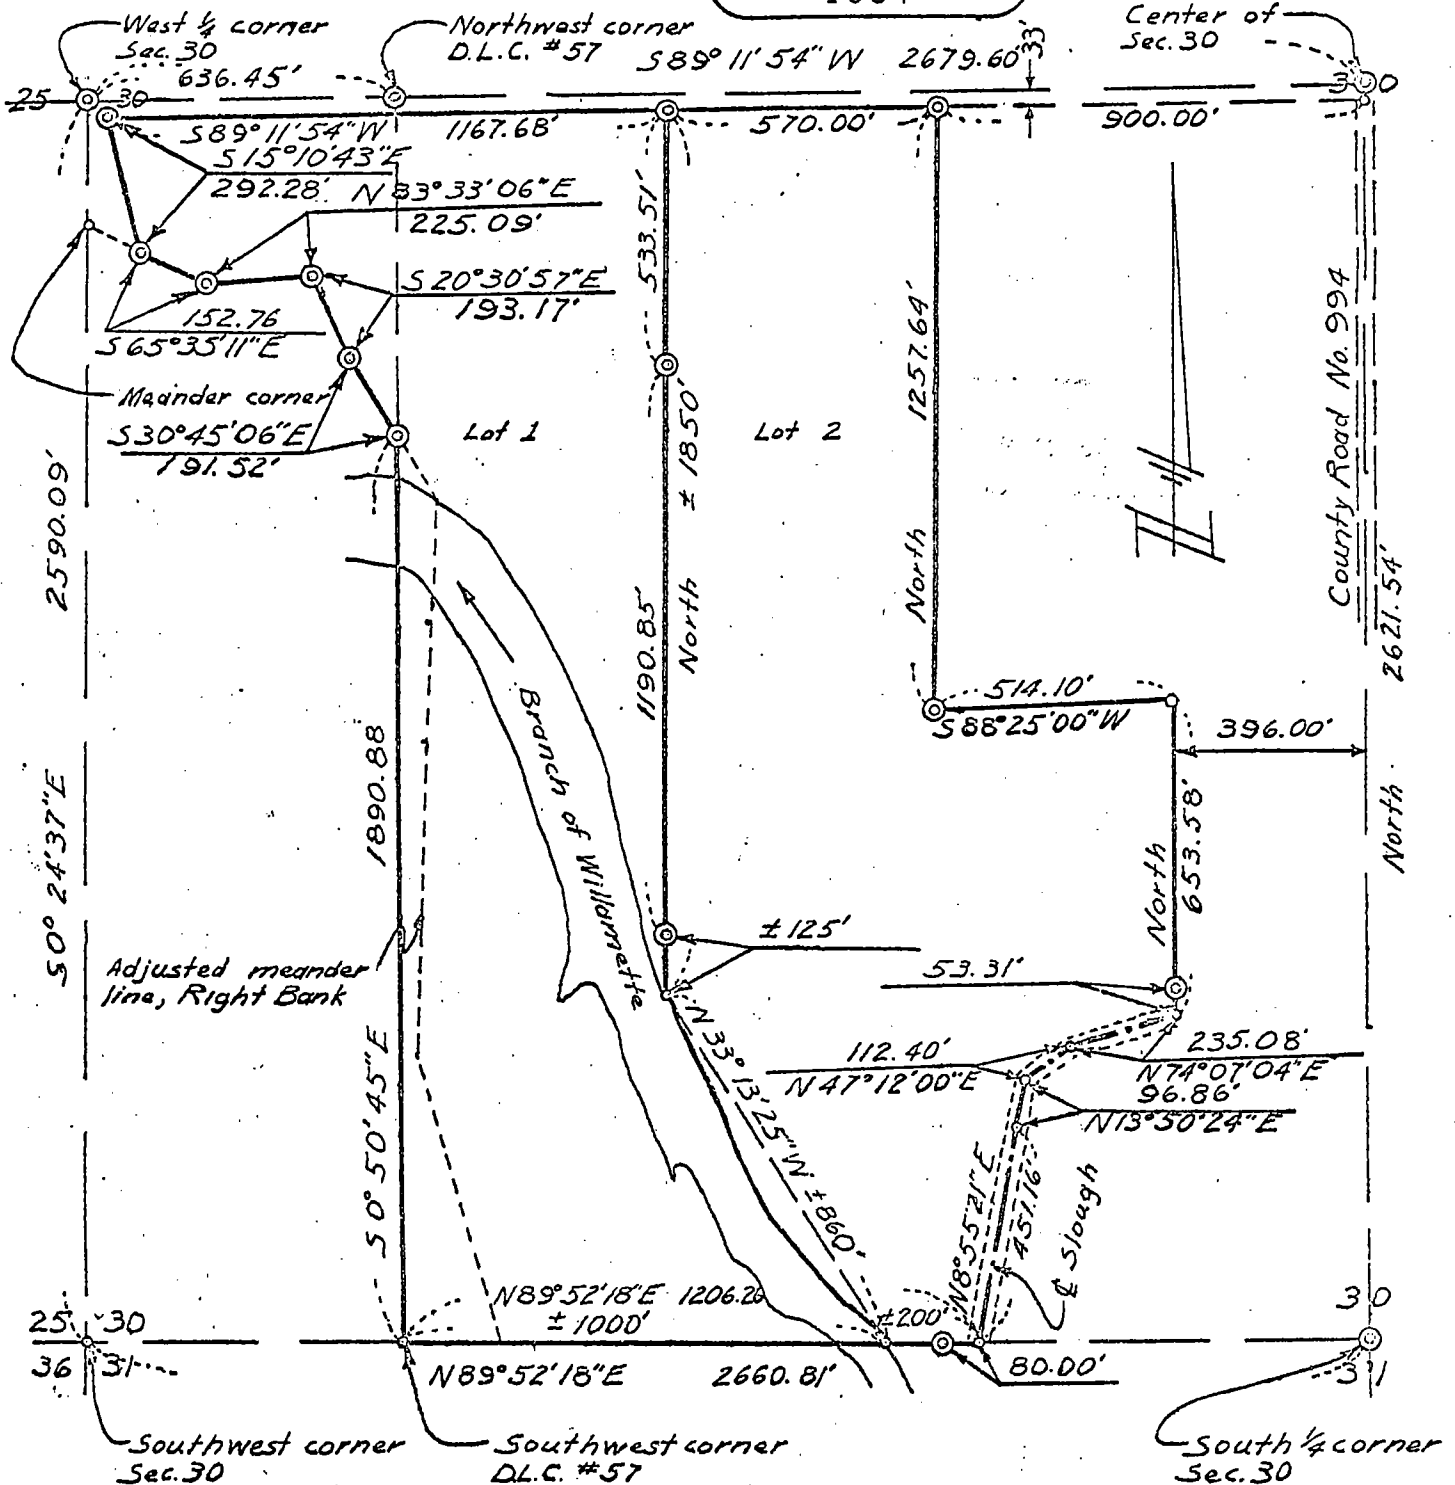 West ¼ corner
Sec. 30
Northwest corner
D.L.C. #57
Center of
Sec. 30
636.45'
S89°11'54"W 2679.60'
33'
25 30
3 0
S89°11'54"W 1167.68'
570.00'
900.00'
S15°10'43"E
292.28'
N83°33'06"E
225.09'
S20°30'57"E
193.17'
152.76
S65°35'11"E
Meander corner
S30°45'06"E
191.52'
Lot 1
Lot 2
533.51'
± 1850'
North
1190.85'
1257.64'
North
County Road No. 994
2621.54'
North
2590.09'
S0°24'37"E
1890.88
S0°50'45"E
Branch of Willamette
514.10'
S88°25'00"W
396.00'
North
653.58'
Adjusted meander
line, Right Bank
±125'
53.31'
N33°13'25"W ±860'
112.40'
N47°12'00"E
235.08'
N74°07'04"E
96.86'
N13°50'24"E
N8°55'21"E
451.16'
℄ Slough
N89°52'18"E 1206.26
± 1000'
±200'
80.00'
25 30
36 31
N89°52'18"E 2660.81'
30
31
Southwest corner
Sec. 30
Southwest corner
D.L.C. #57
South ¼ corner
Sec. 30